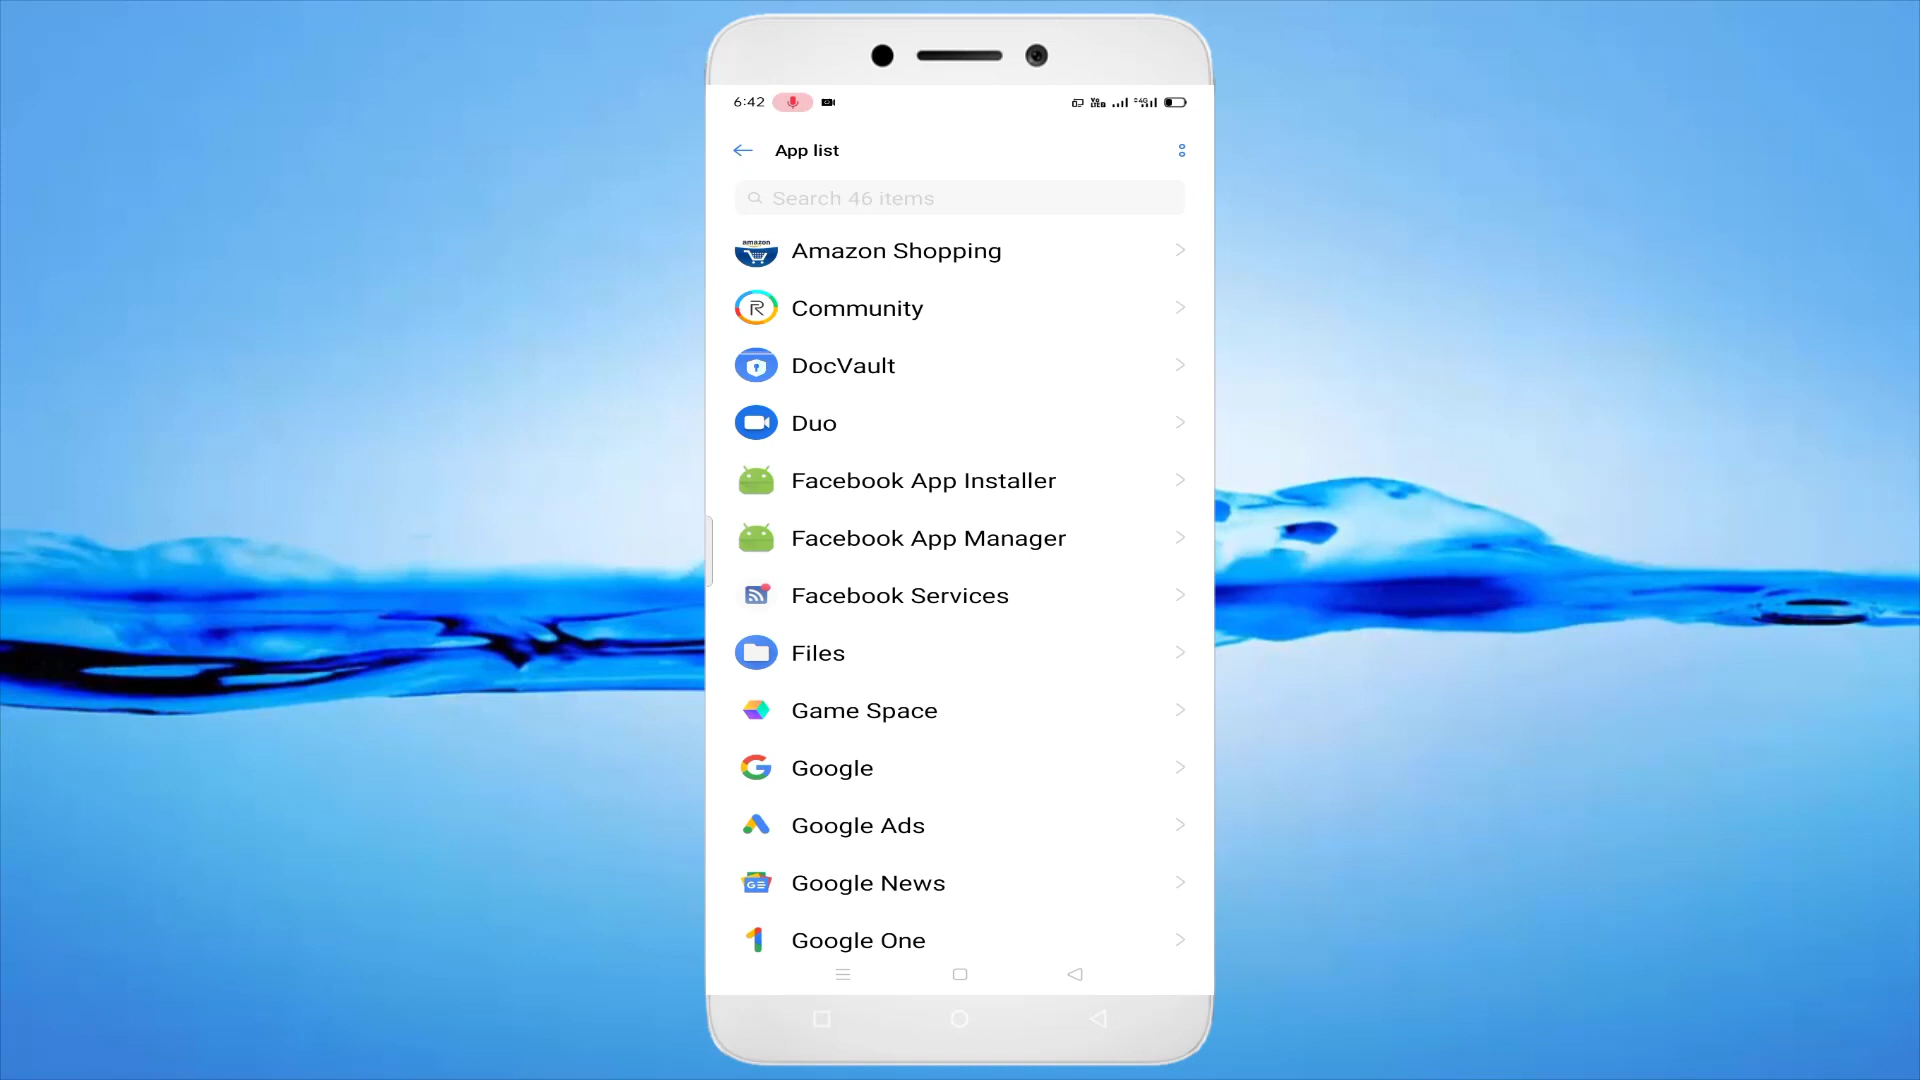 6:42
App list
Search 46 items
amazon
Amazon Shopping
Community
DocVault
Duo
Facebook App Installer
Facebook App Manager
Facebook Services
Files
Game Space
Google
Google Ads
Google News
Google One